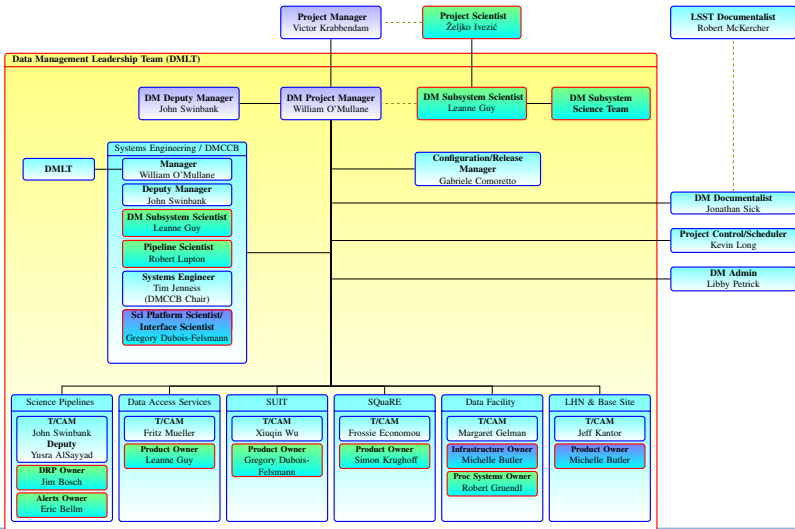 Project Manager
Victor Krabbendam
Project Scientist
Željko Ivezić
LSST Documentalist
Robert McKercher
Data Management Leadership Team (DMLT)
DM Deputy Manager
John Swinbank
DM Project Manager
William O'Mullane
DM Subsystem Scientist
Leanne Guy
DM Subsystem
Science Team
Systems Engineering / DMCCB
DMLT
Manager
William O'Mullane
Deputy Manager
John Swinbank
DM Subsystem Scientist
Leanne Guy
Pipeline Scientist
Robert Lupton
Systems Engineer
Tim Jenness
(DMCCB Chair)
Sci Platform Scientist/
Interface Scientist
Gregory Dubois-Felsmann
Configuration/Release
Manager
Gabriele Comoretto
DM Documentalist
Jonathan Sick
Project Control/Scheduler
Kevin Long
DM Admin
Libby Petrick
Science Pipelines
T/CAM
John Swinbank
Deputy
Yusra AlSayyad
DRP Owner
Jim Bosch
Alerts Owner
Eric Bellm
Data Access Services
T/CAM
Fritz Mueller
Product Owner
Leanne Guy
SUIT
T/CAM
Xiuqin Wu
Product Owner
Gregory Dubois-
Felsmann
SQuaRE
T/CAM
Frossie Economou
Product Owner
Simon Krughoff
Data Facility
T/CAM
Margaret Gelman
Infrastructure Owner
Michelle Butler
Proc Systems Owner
Robert Gruendl
LHN & Base Site
T/CAM
Jeff Kantor
Product Owner
Michelle Butler